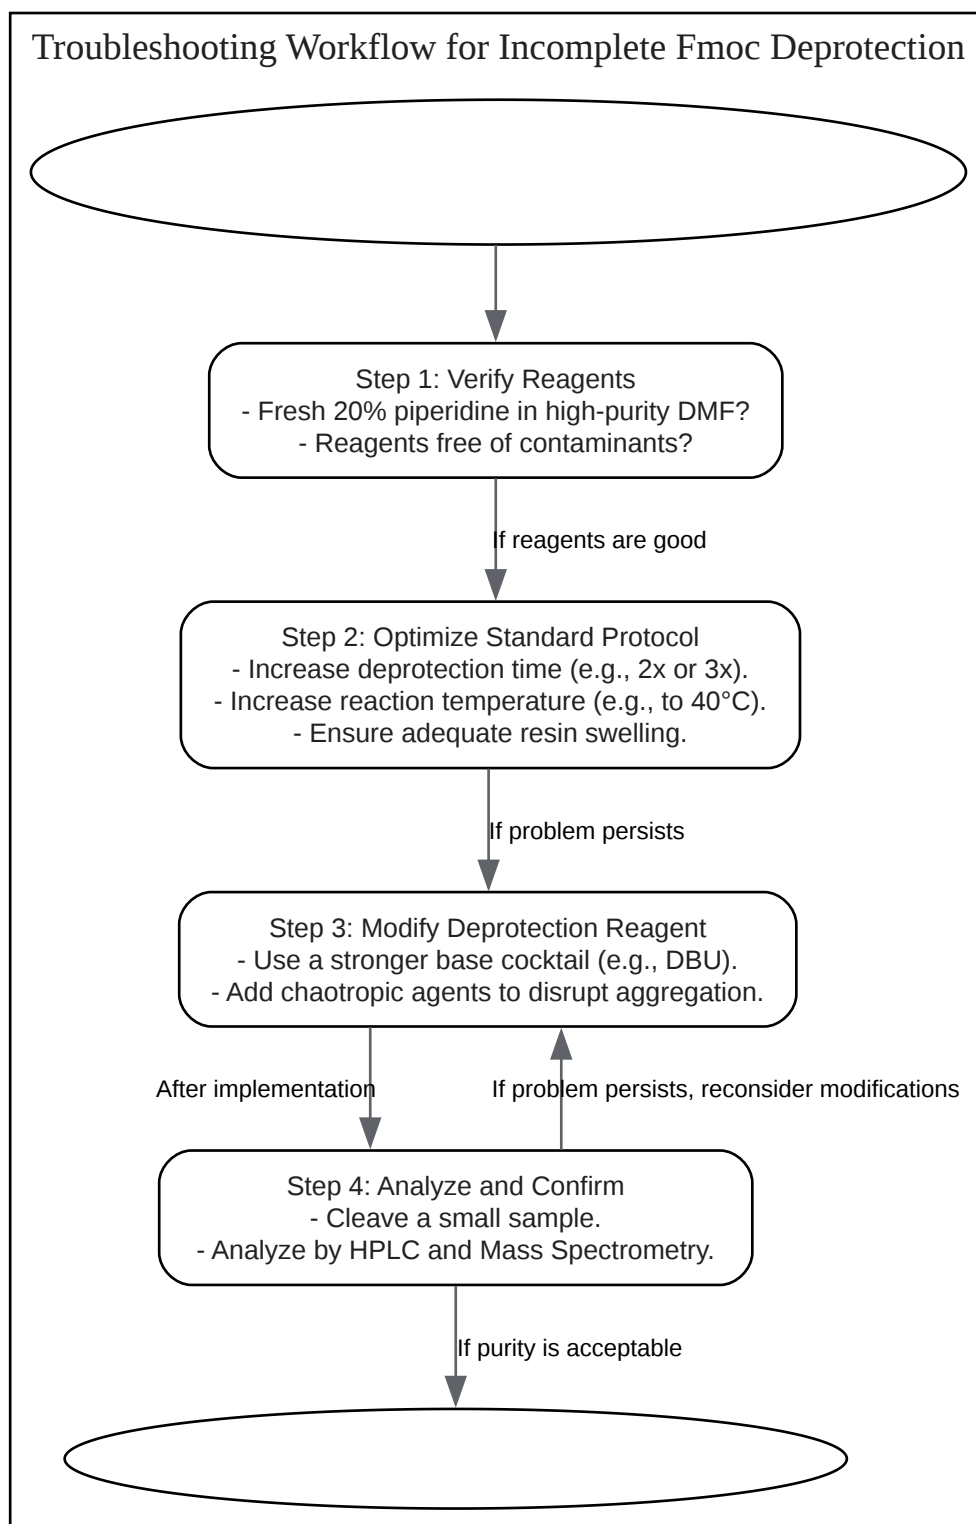 Troubleshooting Workflow for Incomplete Fmoc Deprotection
Step 1: Verify Reagents
- Fresh 20% piperidine in high-purity DMF?
- Reagents free of contaminants?
If reagents are good
Step 2: Optimize Standard Protocol
- Increase deprotection time (e.g., 2x or 3x).
- Increase reaction temperature (e.g., to 40°C).
- Ensure adequate resin swelling.
If problem persists
Step 3: Modify Deprotection Reagent
- Use a stronger base cocktail (e.g., DBU).
- Add chaotropic agents to disrupt aggregation.
After implementation
If problem persists, reconsider modifications
Step 4: Analyze and Confirm
- Cleave a small sample.
- Analyze by HPLC and Mass Spectrometry.
If purity is acceptable